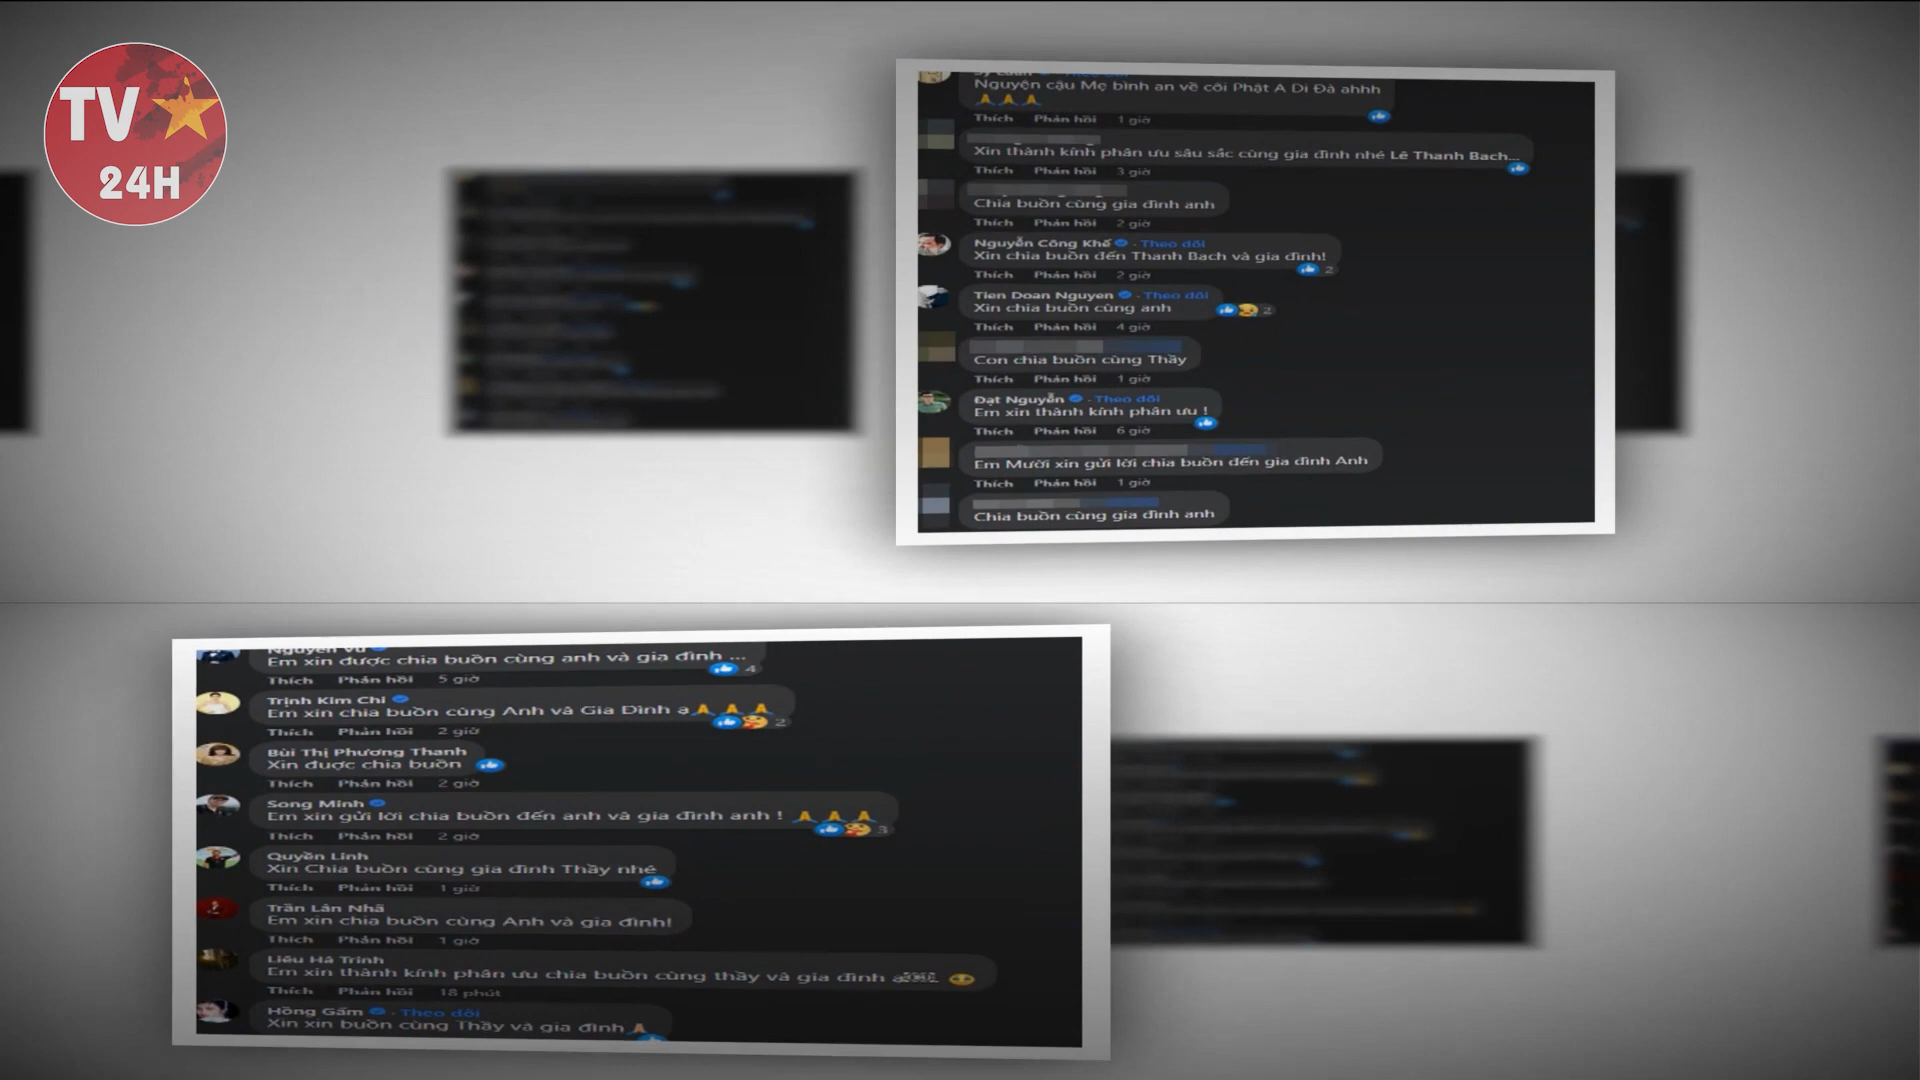 TV
24H
Nguyện cậu Mẹ bình an về cõi Phật A Di Đà ahhh
Thích Phản hồi 1 giờ
Xin thành kính phân ưu sâu sắc cùng gia đình nhé Lê Thanh Bach...
Thích Phản hồi 3 giờ
Chia buồn cùng gia đình anh
Thích Phản hồi 2 giờ
Nguyễn Công Khế · Theo dõi
Xin chia buồn đến Thanh Bach và gia đình!
Thích Phản hồi 2 giờ 2
Tien Doan Nguyen · Theo dõi
Xin chia buồn cùng anh 2
Thích Phản hồi 4 giờ
Con chia buồn cùng Thầy
Thích Phản hồi 1 giờ
Đạt Nguyễn · Theo dõi
Em xin thành kính phân ưu !
Thích Phản hồi 6 giờ
Em Mười xin gửi lời chia buồn đến gia đình Anh
Thích Phản hồi 1 giờ
Chia buồn cùng gia đình anh
Nguyen Vu
Em xin được chia buồn cùng anh và gia đình ...
Thích Phản hồi 5 giờ 4
Trịnh Kim Chi
Em xin chia buồn cùng Anh và Gia Đình ạ
Thích Phản hồi 2 giờ 2
Bùi Thị Phương Thanh
Xin được chia buồn
Thích Phản hồi 2 giờ
Song Minh
Em xin gửi lời chia buồn đến anh và gia đình anh !
Thích Phản hồi 2 giờ 3
Quyền Linh
Xin Chia buồn cùng gia đình Thầy nhé
Thích Phản hồi 1 giờ
Trần Lân Nhã
Em xin chia buồn cùng Anh và gia đình!
Thích Phản hồi 1 giờ
Liêu Hà Trinh
Em xin thành kính phân ưu chia buồn cùng thầy và gia đình
Thích Phản hồi 18 phút
Hồng Gấm · Theo dõi
Xin xin buồn cùng Thầy và gia đình